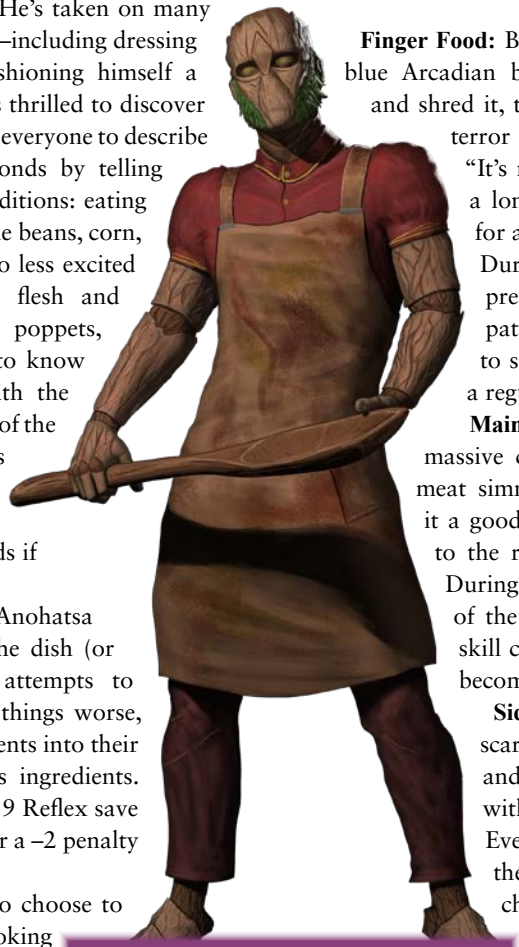 He's taken on many
–including dressing
shioning himself a
s thrilled to discover
everyone to describe
onds by telling
ditions: eating
e beans, corn,
o less excited
flesh and
poppets,
to know
th the
of the
s
ds if
Anohatsa
he dish (or
attempts to
things worse,
ents into their
s ingredients.
9 Reflex save
r a –2 penalty
o choose to
oking
Finger Food: B
blue Arcadian b
and shred it, t
terror
"It's r
a lon
for a
Dur
pre
pat
to s
a reg
Main
massive c
meat simm
it a good
to the r
During
of the
skill c
becom
Sid
scar
and
with
Eve
the
ch